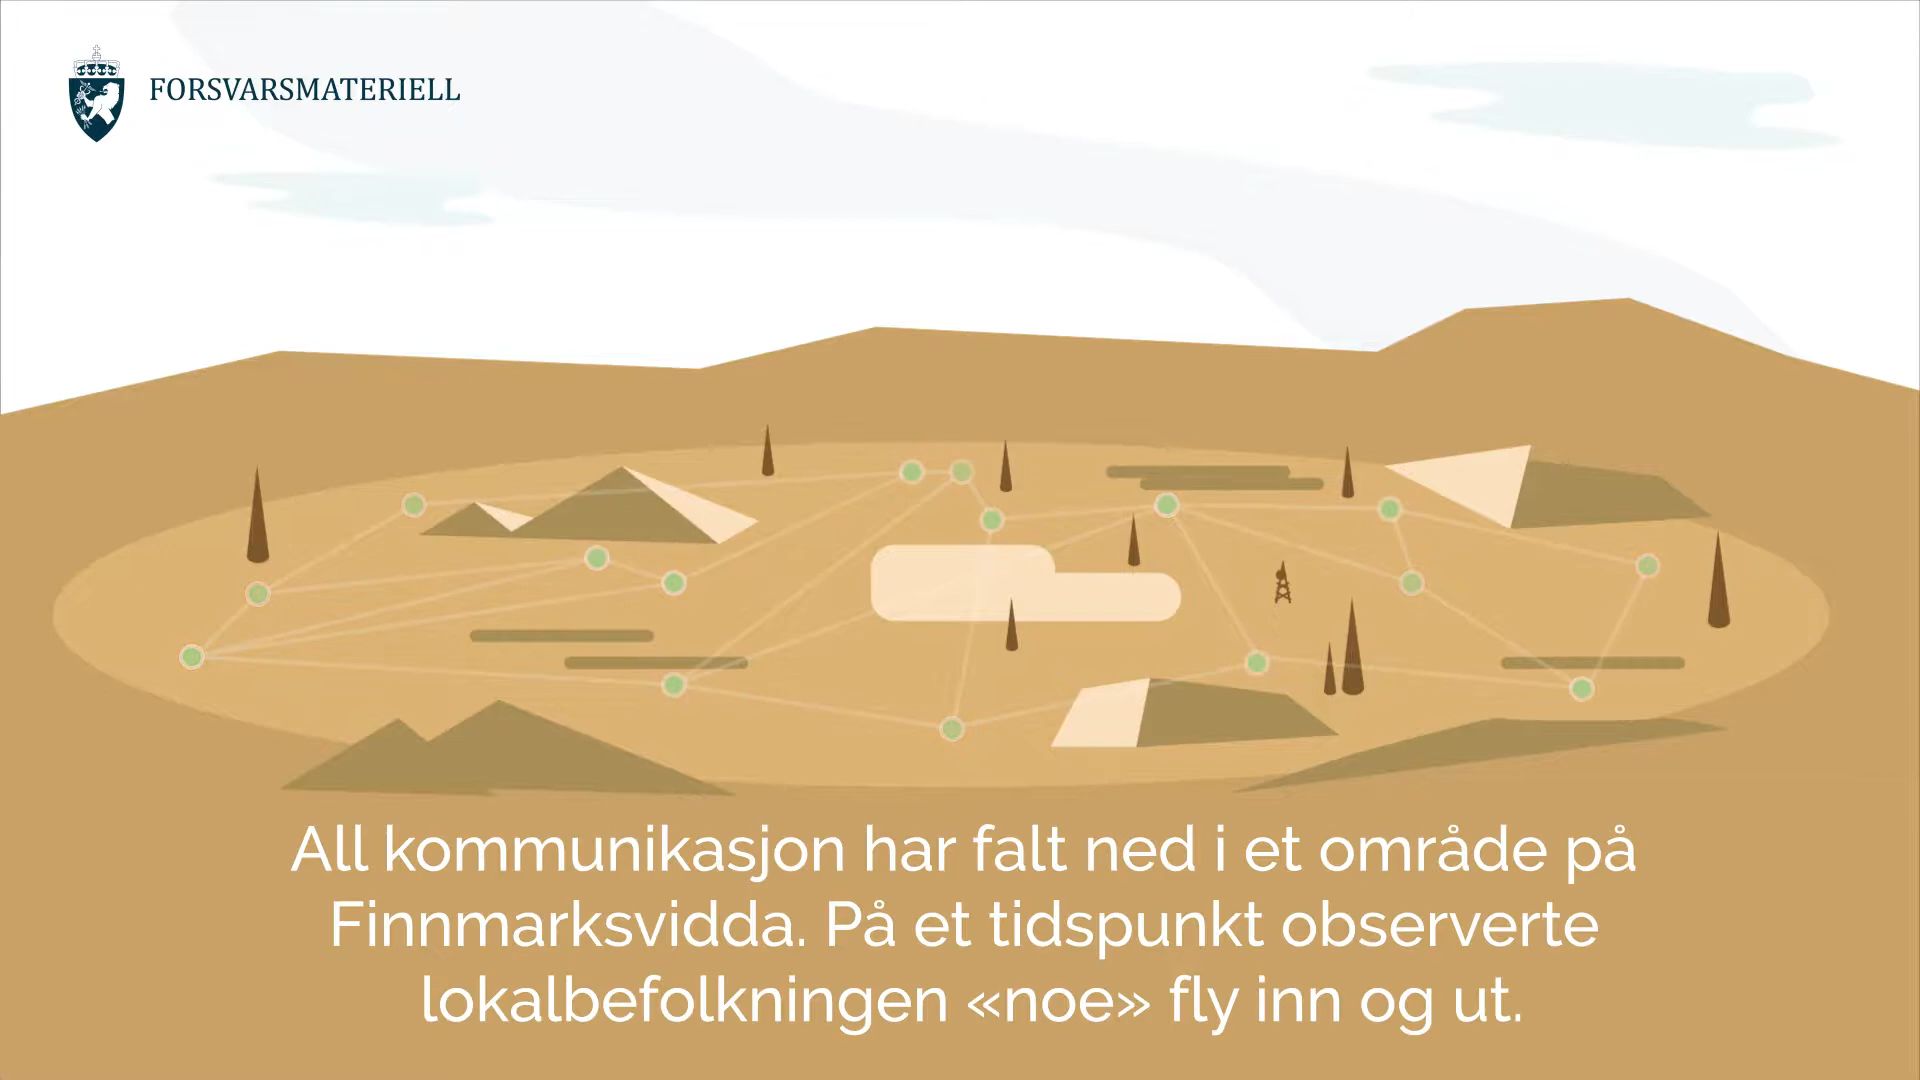 FORSVARSMATERIELL
All kommunikasjon har falt ned i et område på
Finnmarksvidda. På et tidspunkt observerte
lokalbefolkningen «noe» fly inn og ut.